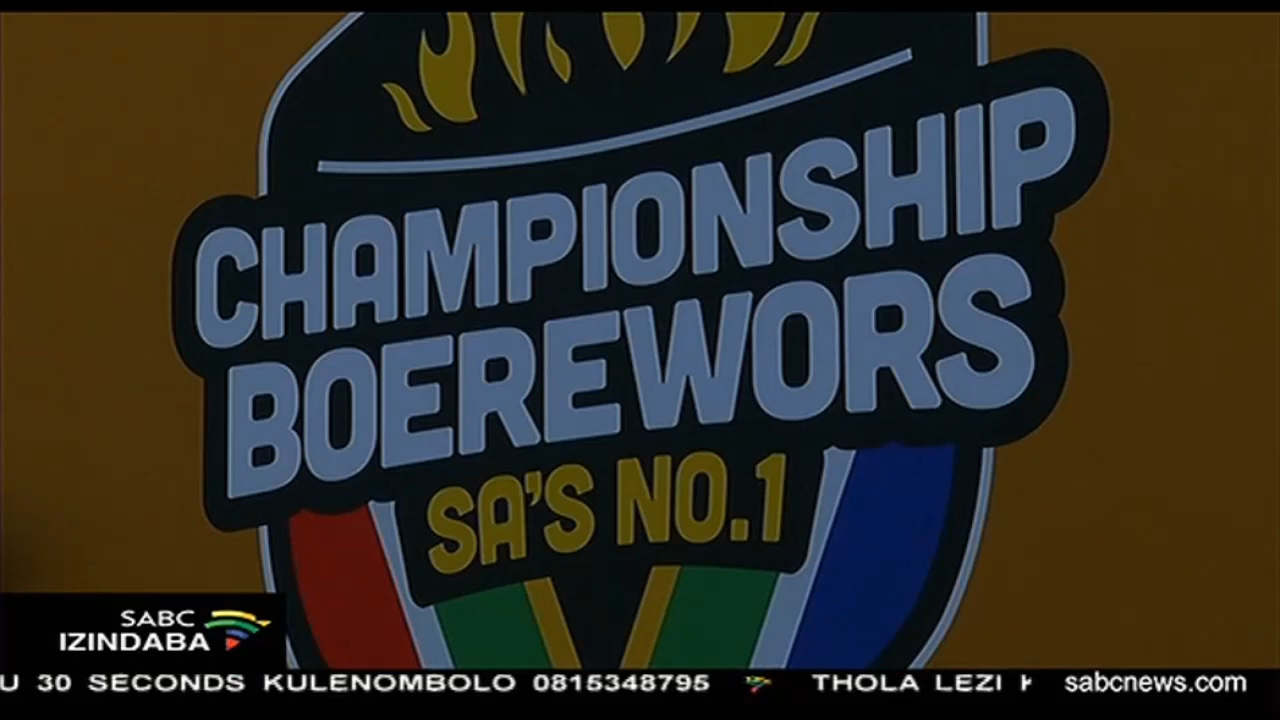 CHAMPIONSHIP
BOEREWORS
SA'S NO.1
SABC
IZINDABA
U 30 SECONDS KULENOMBOLO 0815348795 THOLA LEZI
sabcnews.com